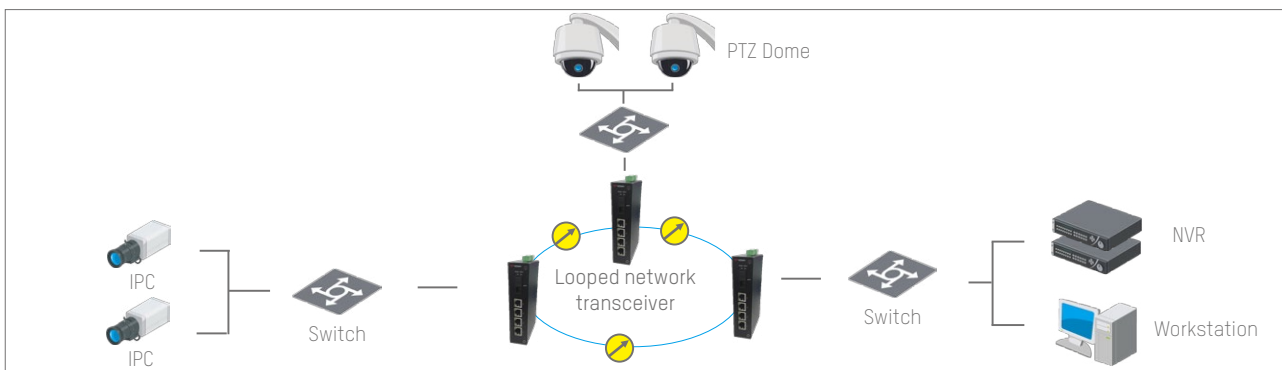 PTZ Dome
IPC
IPC
Switch
Looped network
transceiver
Switch
NVR
Workstation